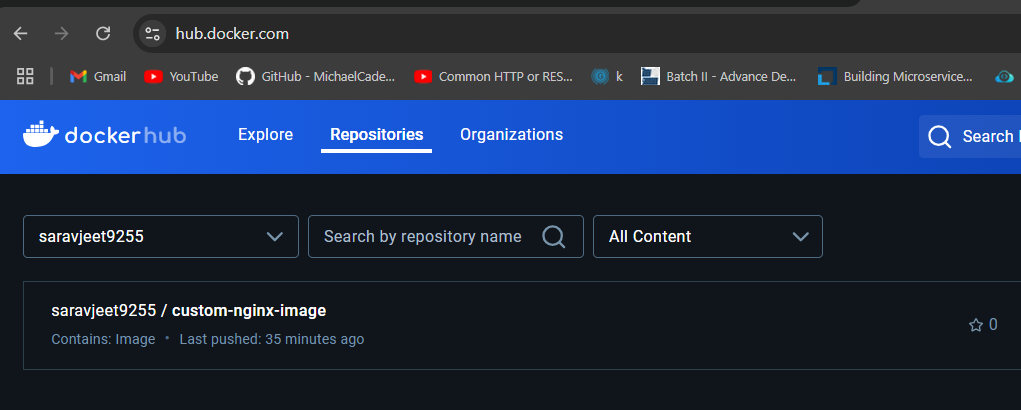 hub.docker.com
Gmail YouTube GitHub - MichaelCade... Common HTTP or RES... k Batch II - Advance De... Building Microservice...
dockerhub Explore Repositories Organizations Search
saravjeet9255 Search by repository name All Content
saravjeet9255 / custom-nginx-image
Contains: Image • Last pushed: 35 minutes ago
0